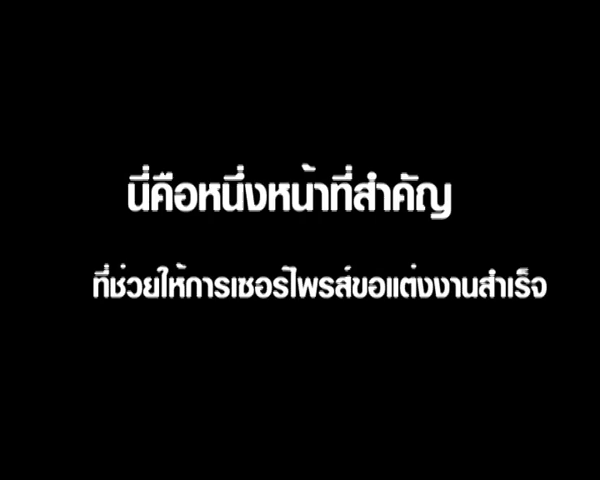 นี่คือหนึ่งหน้าที่สำคัญ
ที่ช่วยให้การเซอร์ไพรส์ขอแต่งงานสำเร็จ